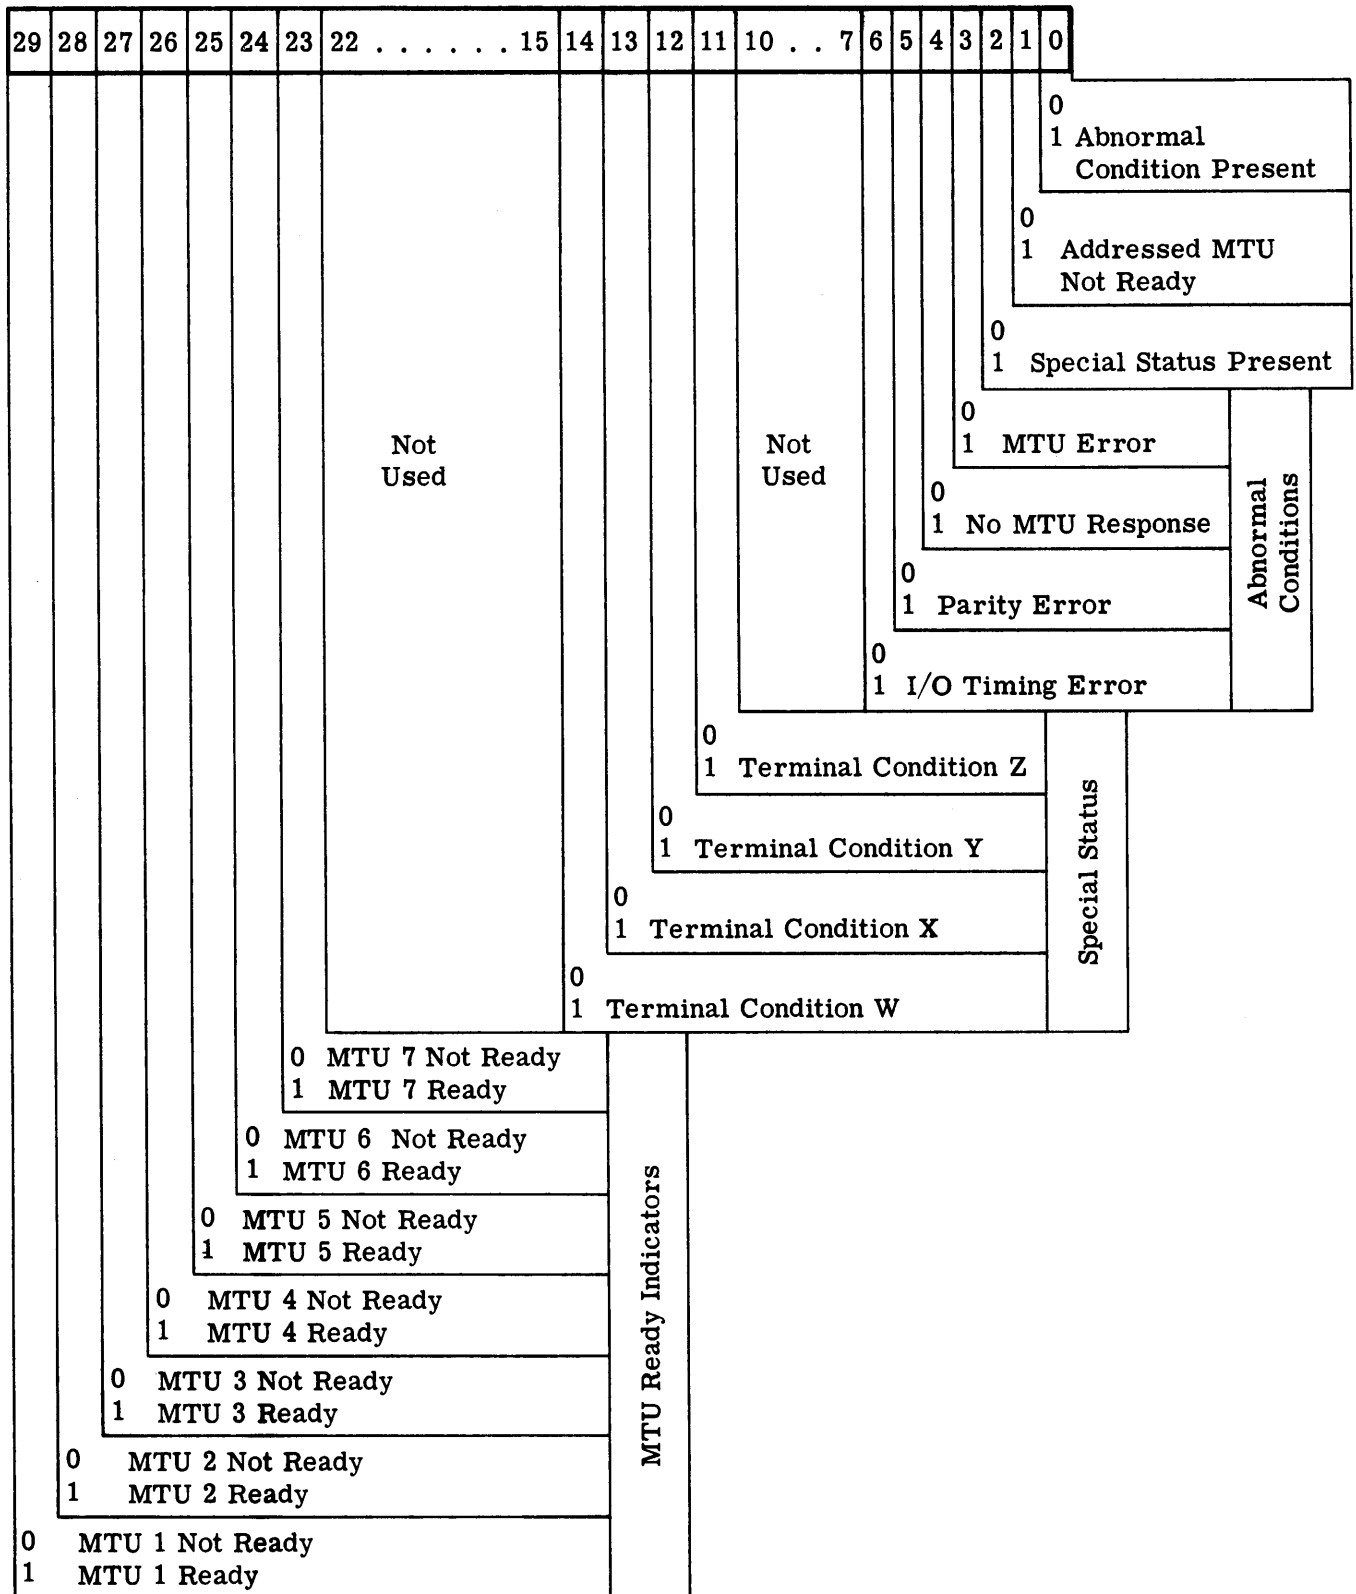 29 28 27 26 25 24 23 22 . . . . . . 15 14 13 12 11 10 . . 7 6 5 4 3 2 1 0
0
1 Abnormal
Condition Present
0
1 Addressed MTU
Not Ready
0
1 Special Status Present
0
1 MTU Error
0
1 No MTU Response
0
1 Parity Error
0
1 I/O Timing Error
Abnormal
Conditions
Not
Used
Not
Used
0
1 Terminal Condition Z
0
1 Terminal Condition Y
0
1 Terminal Condition X
0
1 Terminal Condition W
Special Status
0 MTU 7 Not Ready
1 MTU 7 Ready
0 MTU 6 Not Ready
1 MTU 6 Ready
0 MTU 5 Not Ready
1 MTU 5 Ready
0 MTU 4 Not Ready
1 MTU 4 Ready
0 MTU 3 Not Ready
1 MTU 3 Ready
0 MTU 2 Not Ready
1 MTU 2 Ready
0 MTU 1 Not Ready
1 MTU 1 Ready
MTU Ready Indicators